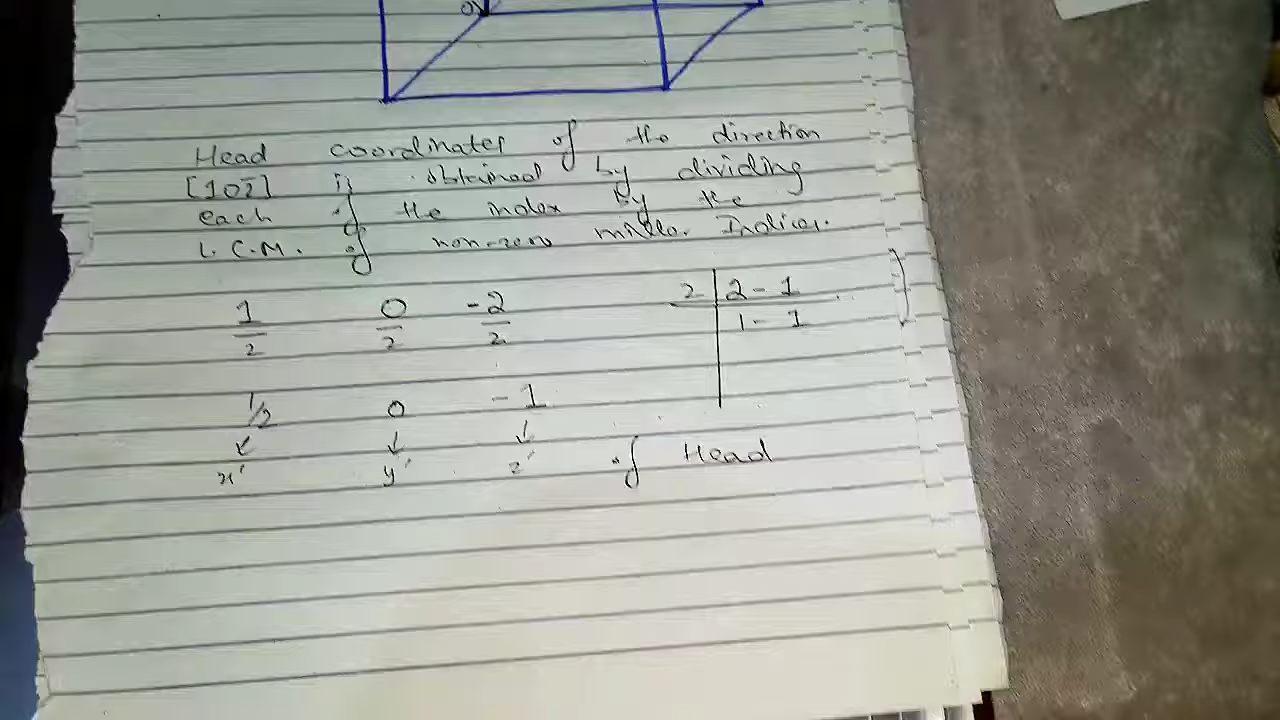 O
Head coordinates of the direction
[102̄] is obtained by dividing
each of the index by the
L.C.M. of non-zero miller Indices.
1/2 0/2 -2/2
2 | 2 - 1
1 - 1
1/2 0 -1
x' y' z' of Head